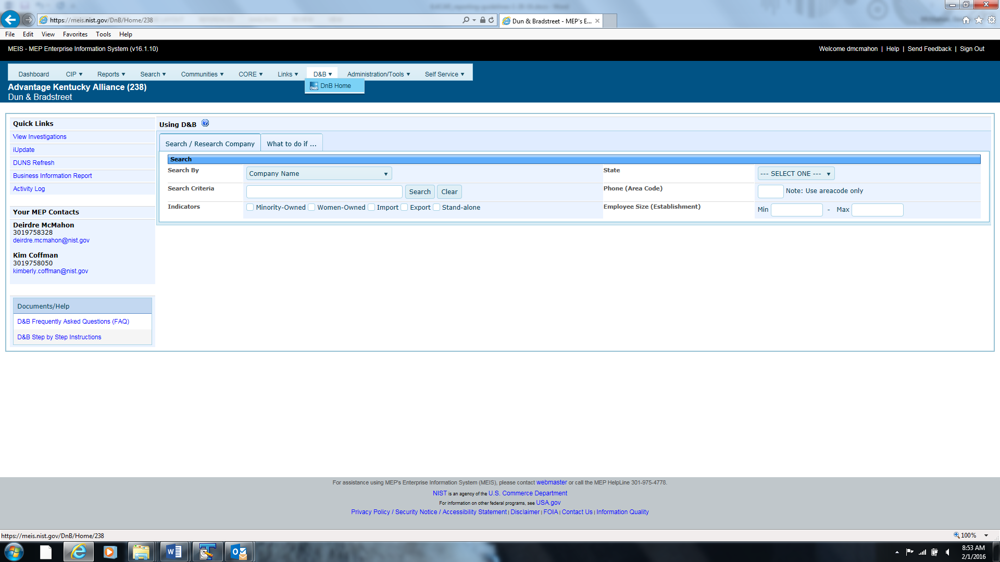 https://meis.nist.gov/DnB/Home/238
Dun & Bradstreet - MEP's E...
File Edit View Favorites Tools Help
MEIS - MEP Enterprise Information System (v16.1.10)
Welcome dmcmahon | Help | Send Feedback | Sign Out
Dashboard CIP Reports Search Communities CORE Links D&B Administration/Tools Self Service
D&B DnB Home
Advantage Kentucky Alliance (238)
Dun & Bradstreet
Quick Links
View Investigations
iUpdate
DUNS Refresh
Business Information Report
Activity Log
Your MEP Contacts
Deirdre McMahon
3019758328
deirdre.mcmahon@nist.gov
Kim Coffman
3019758050
kimberly.coffman@nist.gov
Documents/Help
D&B Frequently Asked Questions (FAQ)
D&B Step by Step Instructions
Using D&B ?
Search / Research Company What to do if ...
Search
Search By Company Name State --- SELECT ONE ---
Search Criteria Search Clear Phone (Area Code) Note: Use areacode only
Indicators Minority-Owned Women-Owned Import Export Stand-alone Employee Size (Establishment) Min - Max
For assistance using MEP's Enterprise Information System (MEIS), please contact webmaster or call the MEP HelpLine 301-975-4778.
NIST is an agency of the U.S. Commerce Department
For information on other federal programs, see USA.gov
Privacy Policy / Security Notice / Accessibility Statement | Disclaimer | FOIA | Contact Us | Information Quality
https://meis.nist.gov/DnB/Home/238
100%
8:53 AM
2/1/2016